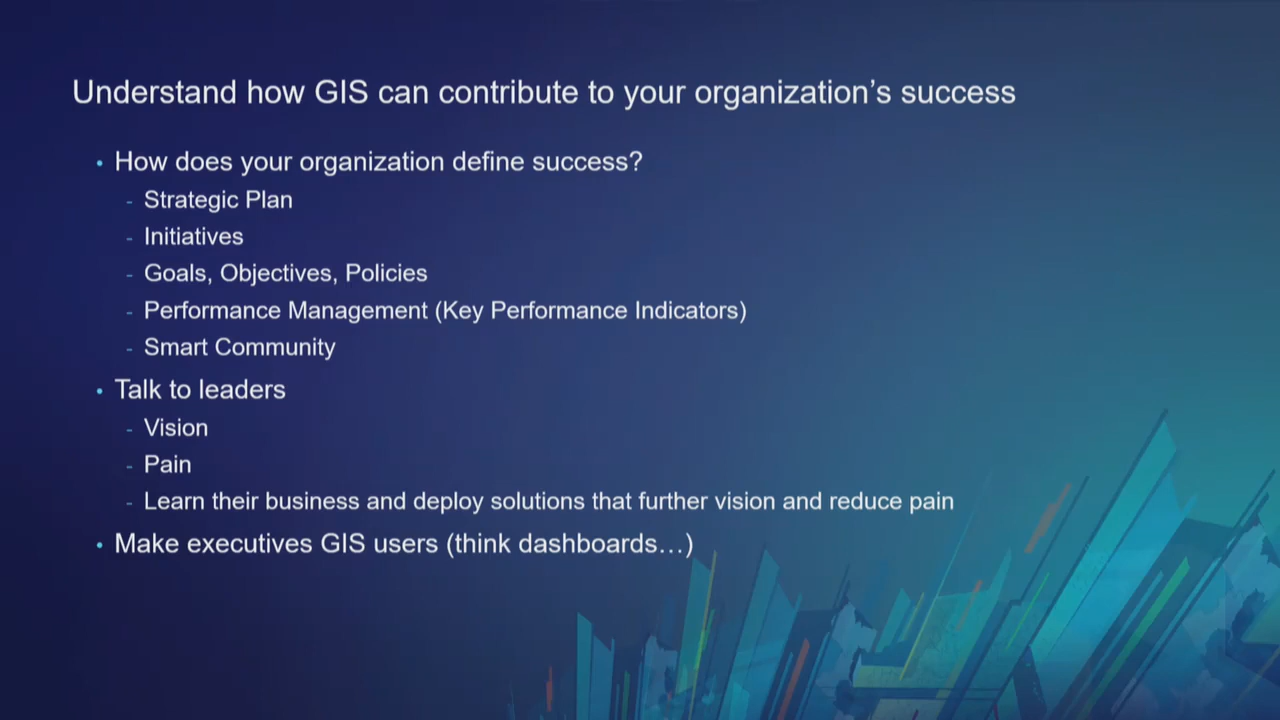 Understand how GIS can contribute to your organization's success
• How does your organization define success?
- Strategic Plan
- Initiatives
- Goals, Objectives, Policies
- Performance Management (Key Performance Indicators)
- Smart Community
• Talk to leaders
- Vision
- Pain
- Learn their business and deploy solutions that further vision and reduce pain
• Make executives GIS users (think dashboards…)